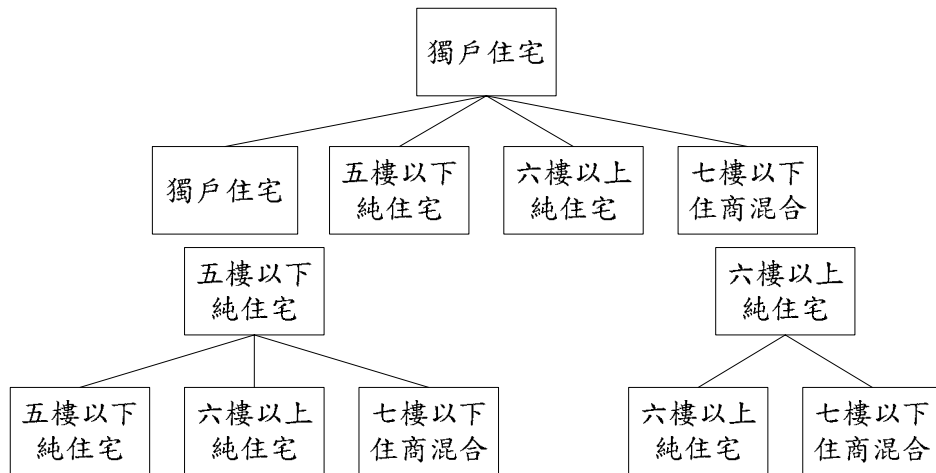 獨戶住宅
獨戶住宅
五樓以下
純住宅
六樓以上
純住宅
七樓以下
住商混合
五樓以下
純住宅
五樓以下
純住宅
六樓以上
純住宅
七樓以下
住商混合
六樓以上
純住宅
六樓以上
純住宅
七樓以下
住商混合